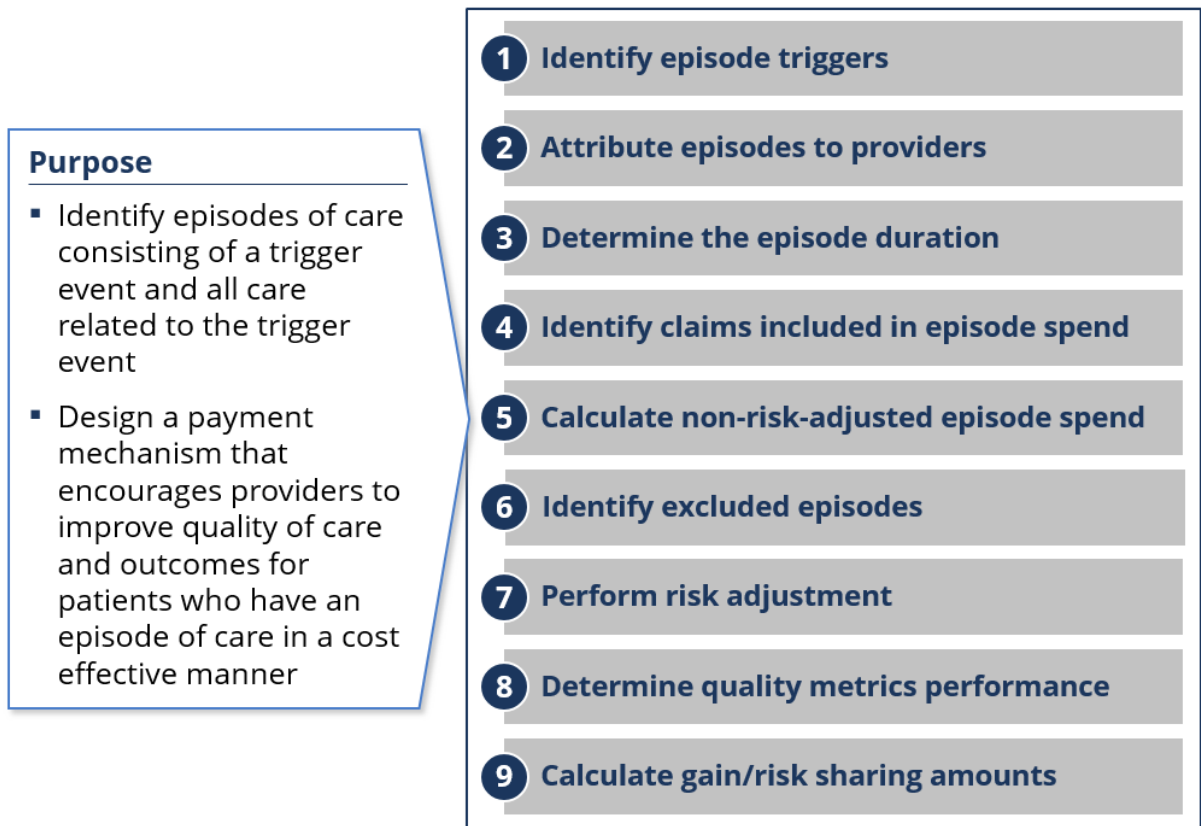 Purpose
▪ Identify episodes of care
consisting of a trigger
event and all care
related to the trigger
event
▪ Design a payment
mechanism that
encourages providers to
improve quality of care
and outcomes for
patients who have an
episode of care in a cost
effective manner
1 Identify episode triggers
2 Attribute episodes to providers
3 Determine the episode duration
4 Identify claims included in episode spend
5 Calculate non-risk-adjusted episode spend
6 Identify excluded episodes
7 Perform risk adjustment
8 Determine quality metrics performance
9 Calculate gain/risk sharing amounts